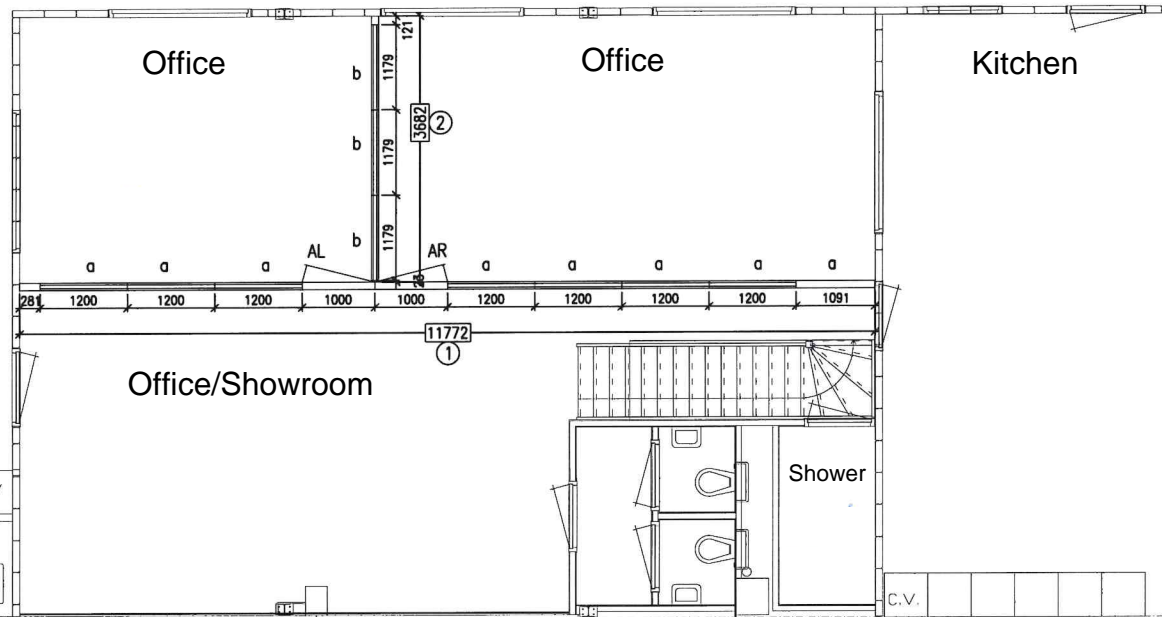 Office
Office
Kitchen
121
b
1179
3682
2
b
1179
b
1179
23
AL
AR
a
a
a
a
a
a
a
a
281
1200
1200
1200
1000
1000
1200
1200
1200
1200
1091
11772
1
Office/Showroom
Shower
C.V.